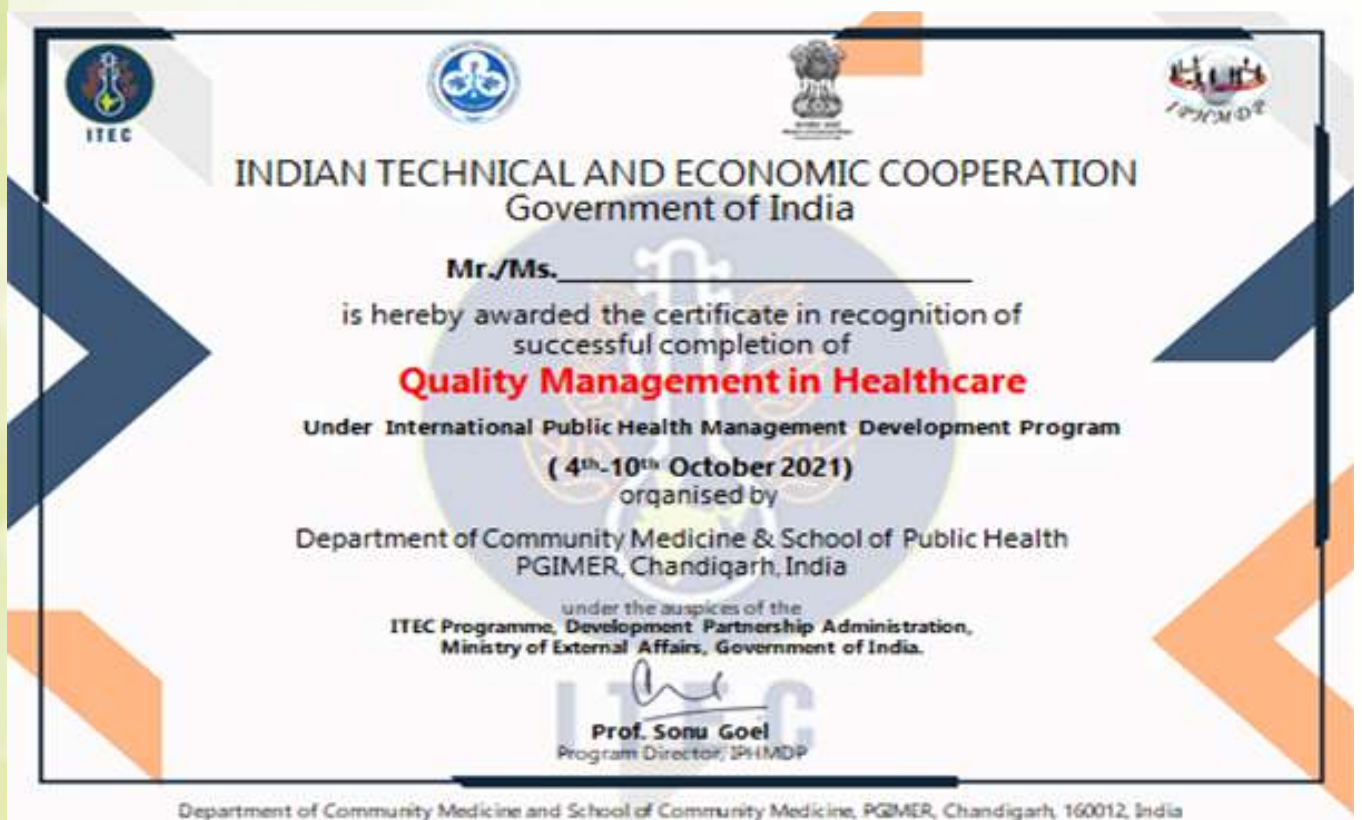 ITEC
IPHMDP
INDIAN TECHNICAL AND ECONOMIC COOPERATION
Government of India
Mr./Ms.
is hereby awarded the certificate in recognition of
successful completion of
Quality Management in Healthcare
Under International Public Health Management Development Program
( 4th-10th October 2021)
organised by
Department of Community Medicine & School of Public Health
PGIMER, Chandigarh, India
under the auspices of the
ITEC Programme, Development Partnership Administration,
Ministry of External Affairs, Government of India.
ITEC
Prof. Sonu Goel
Program Director, IPHMDP
Department of Community Medicine and School of Community Medicine, PGIMER, Chandigarh, 160012, India